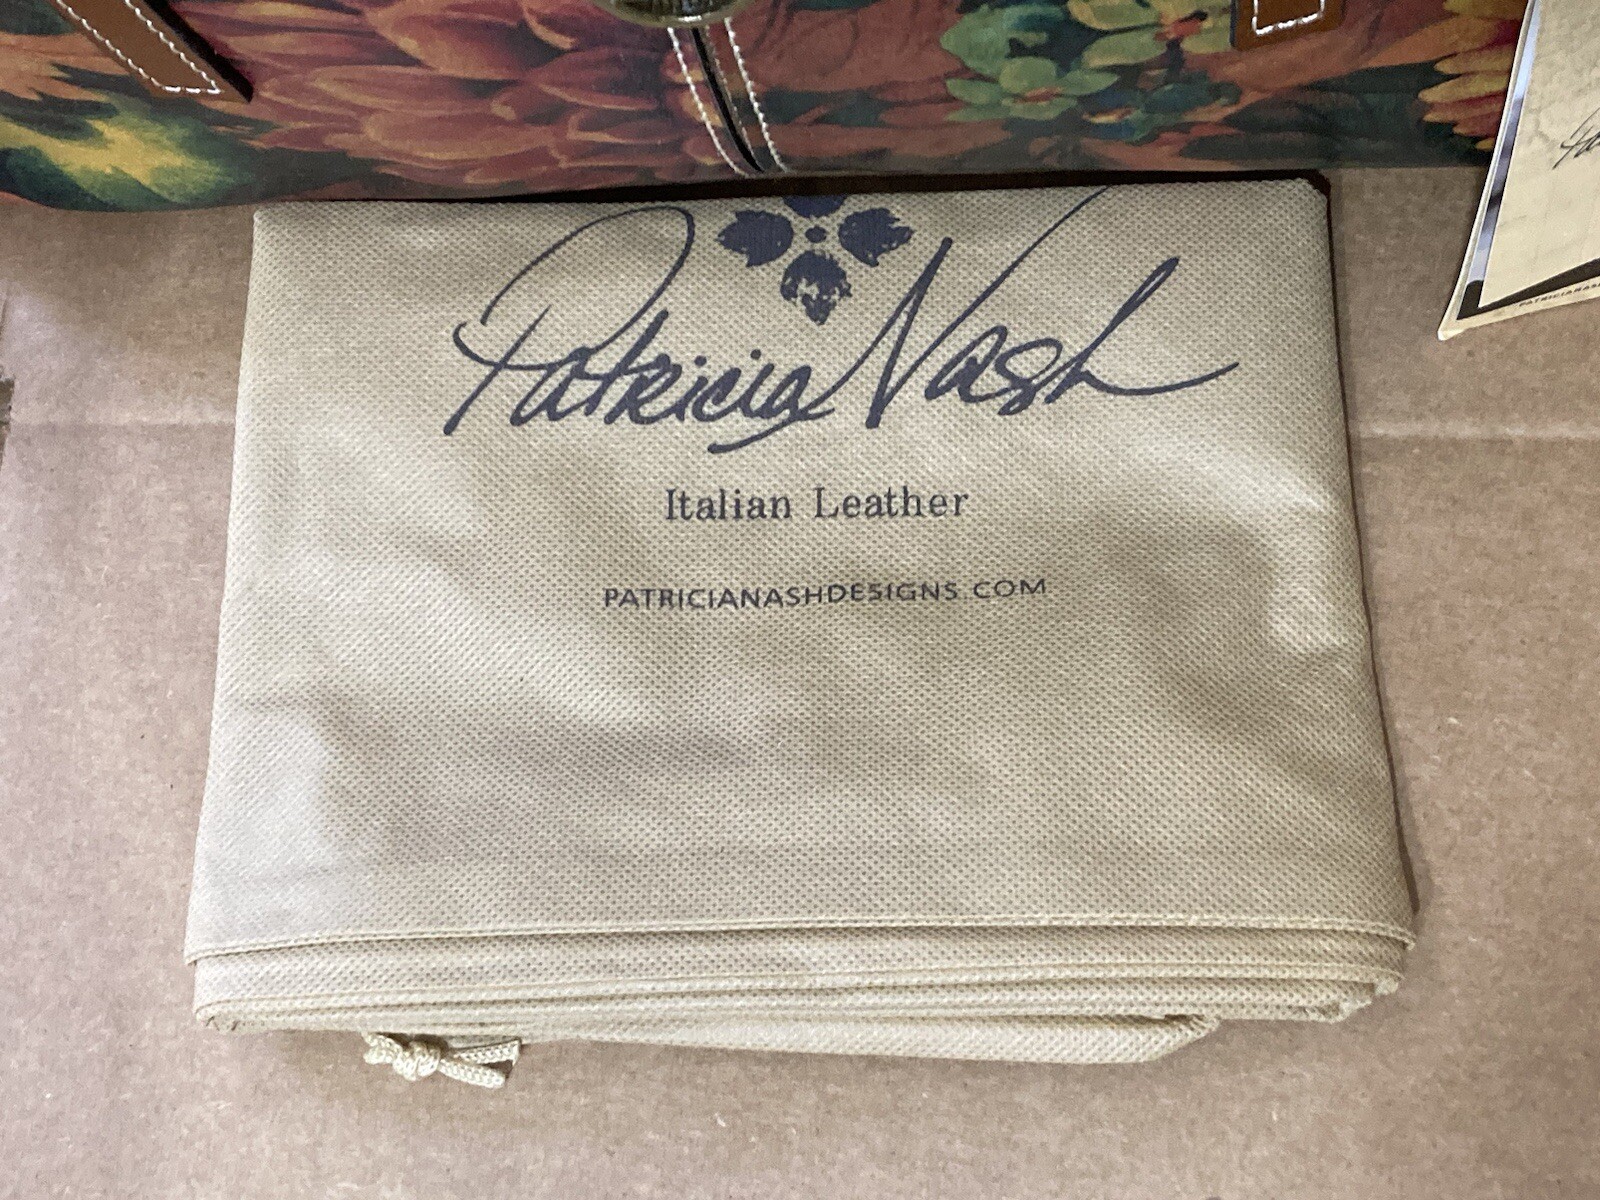 Patricia Nash
Italian Leather
PATRICIANASHDESIGNS.COM